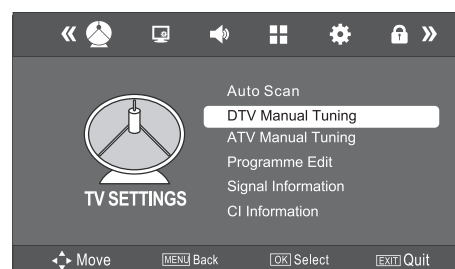 Auto Scan
DTV Manual Tuning
ATV Manual Tuning
Programme Edit
Signal Information
CI Information
TV SETTINGS
Move MENU Back OK Select EXIT Quit